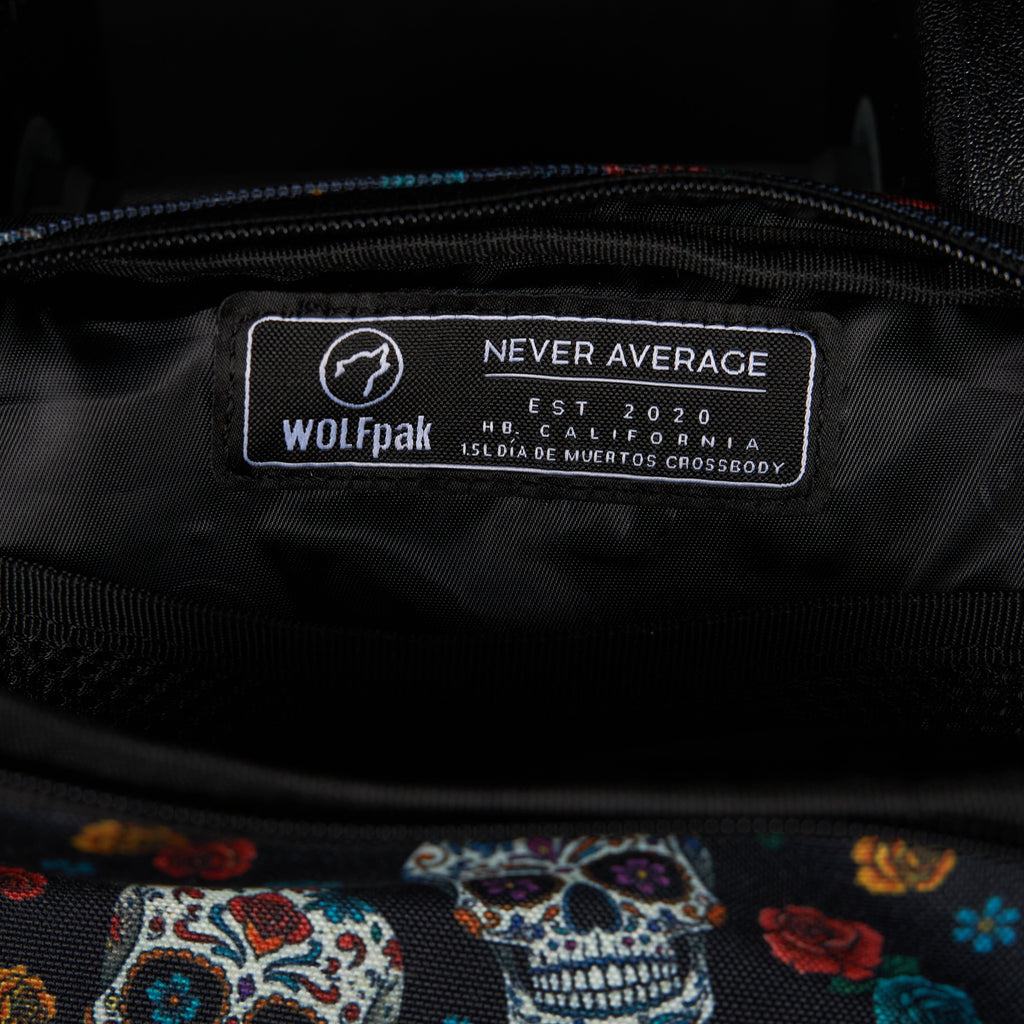 WOLFpak
NEVER AVERAGE
EST 2020
HB. CALIFORNIA
1.5L DÍA DE MUERTOS CROSSBODY